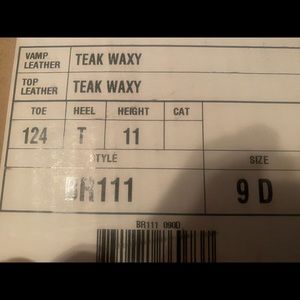 VAMP LEATHER TEAK WAXY
TOP LEATHER TEAK WAXY
TOE HEEL HEIGHT CAT
124 T 11
STYLE SIZE
BR111 9 D
BR111 090D